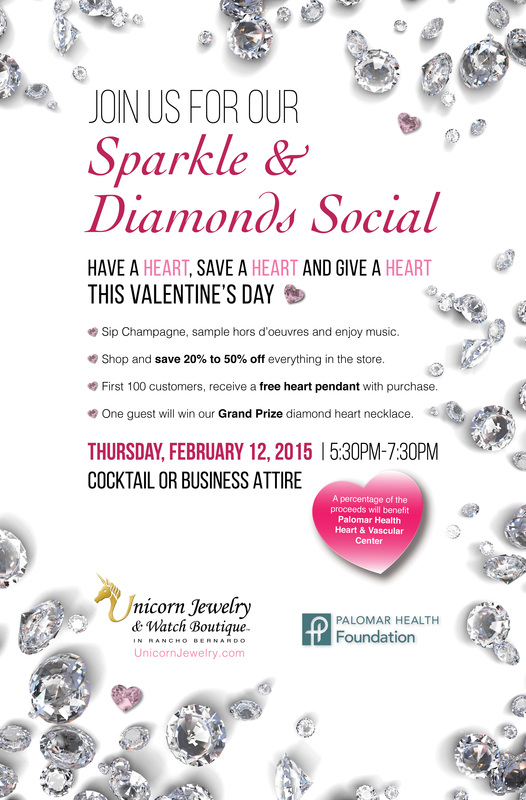 JOIN US FOR OUR
Sparkle &
Diamonds Social
HAVE A HEART, SAVE A HEART AND GIVE A HEART
THIS VALENTINE'S DAY
Sip Champagne, sample hors d'oeuvres and enjoy music.
Shop and save 20% to 50% off everything in the store.
First 100 customers, receive a free heart pendant with purchase.
One guest will win our Grand Prize diamond heart necklace.
THURSDAY, FEBRUARY 12, 2015 | 5:30PM-7:30PM
COCKTAIL OR BUSINESS ATTIRE
A percentage of the
proceeds will benefit
Palomar Health
Heart & Vascular
Center
Unicorn Jewelry
& Watch Boutique
IN RANCHO BERNARDO
UnicornJewelry.com
PALOMAR HEALTH
Foundation